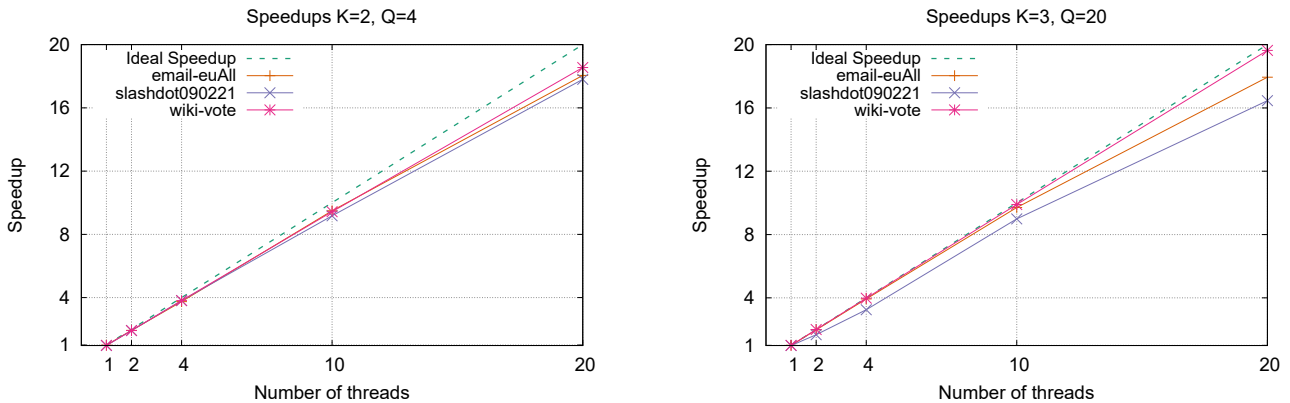 Speedups K=2, Q=4
20
16
12
8
4
1
Speedup
Ideal Speedup
email-euAll
slashdot090221
wiki-vote
1 2 4 10 20
Number of threads
Speedups K=3, Q=20
20
16
12
8
4
1
Speedup
Ideal Speedup
email-euAll
slashdot090221
wiki-vote
1 2 4 10 20
Number of threads